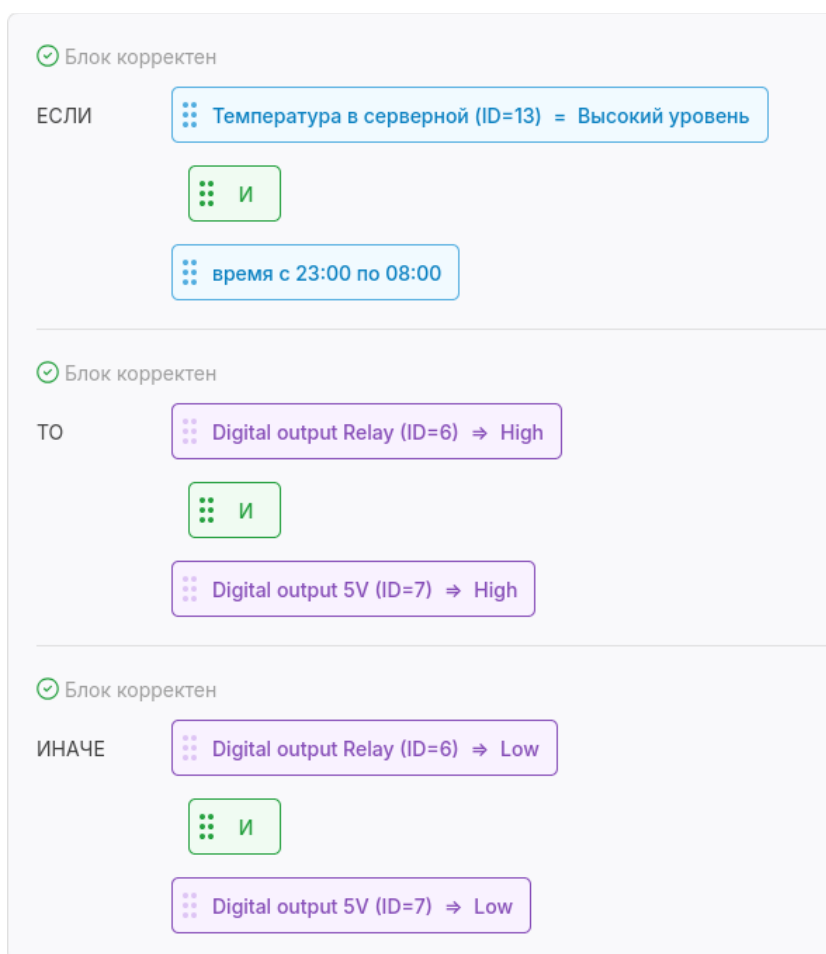 Блок корректен
ЕСЛИ Температура в серверной (ID=13) = Высокий уровень
И
время с 23:00 по 08:00
Блок корректен
ТО Digital output Relay (ID=6) ⇒ High
И
Digital output 5V (ID=7) ⇒ High
Блок корректен
ИНАЧЕ Digital output Relay (ID=6) ⇒ Low
И
Digital output 5V (ID=7) ⇒ Low